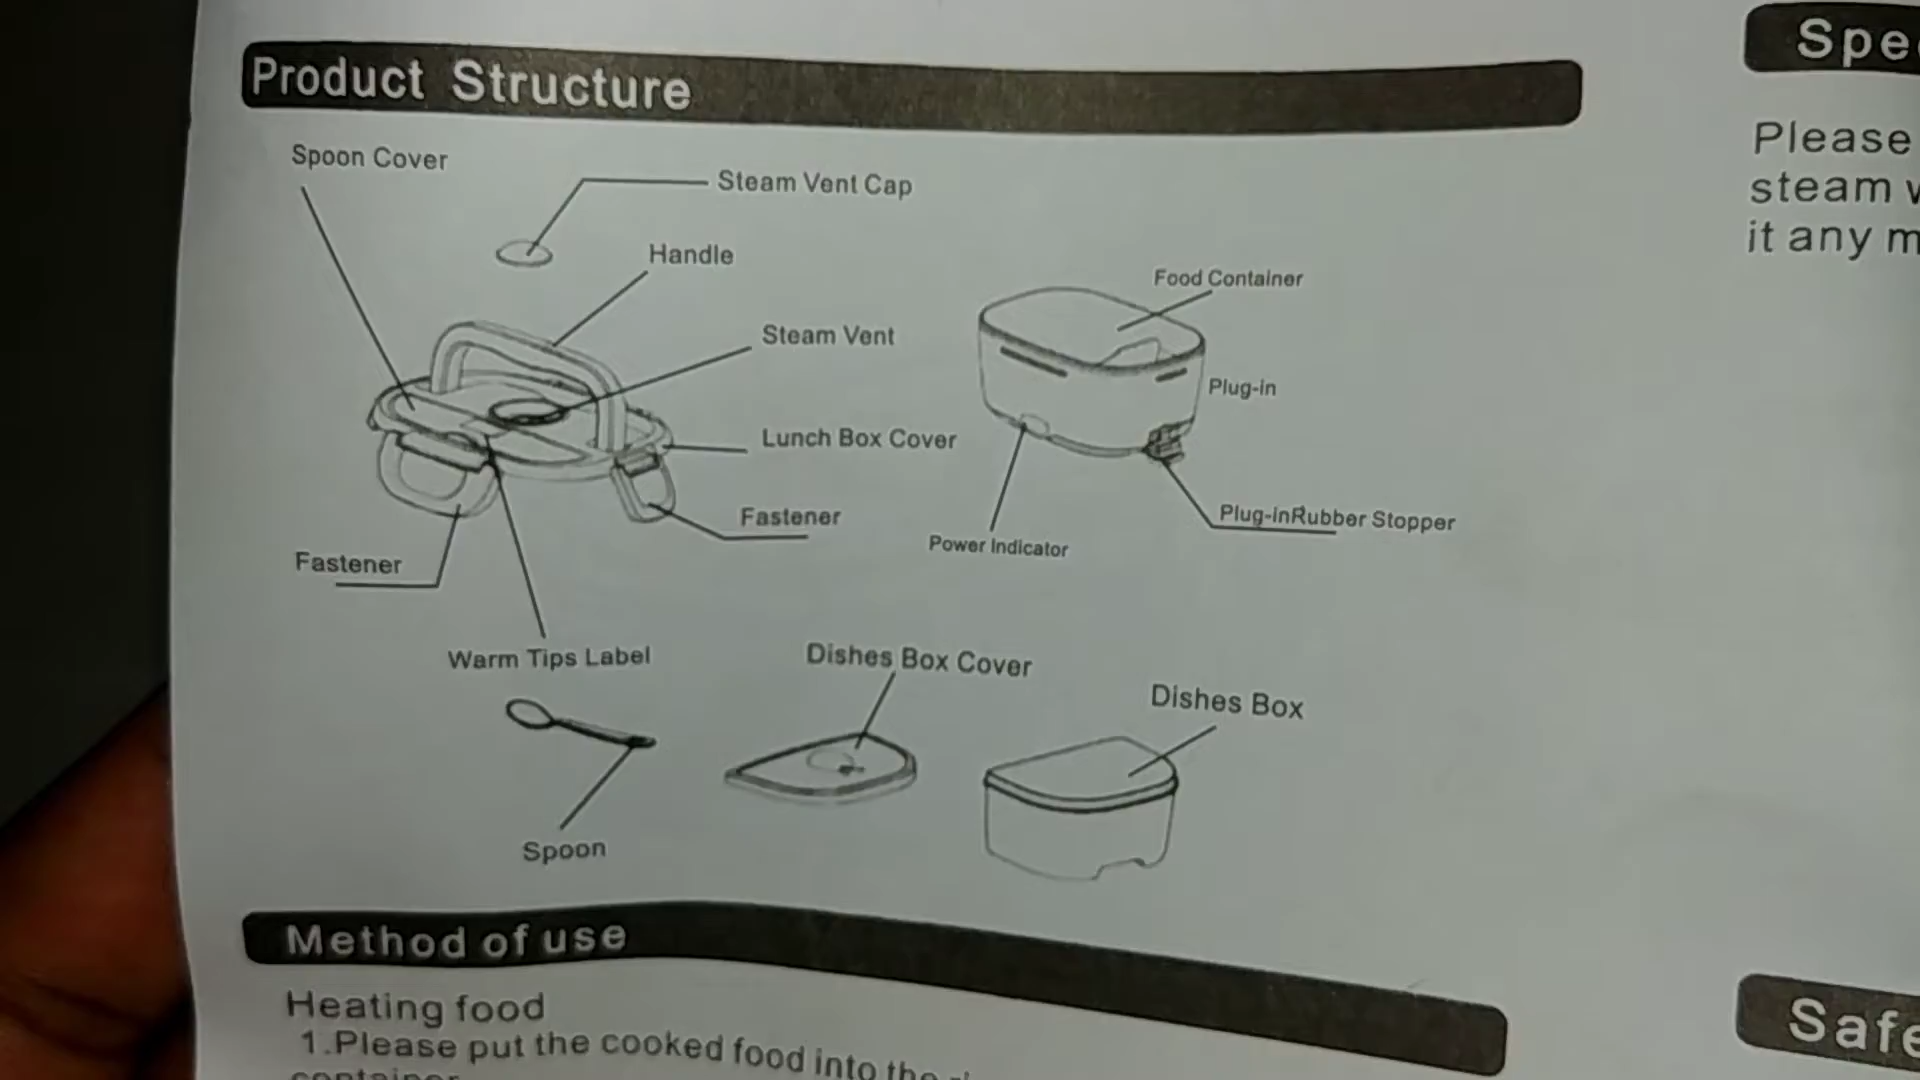 Product Structure
Spoon Cover
Steam Vent Cap
Handle
Steam Vent
Lunch Box Cover
Fastener
Fastener
Warm Tips Label
Food Container
Plug-in
Plug-inRubber Stopper
Power Indicator
Dishes Box Cover
Dishes Box
Spoon
Method of use
Heating food
1.Please put the cooked food into the
container
Spe
Please
steam
it any m
Safe